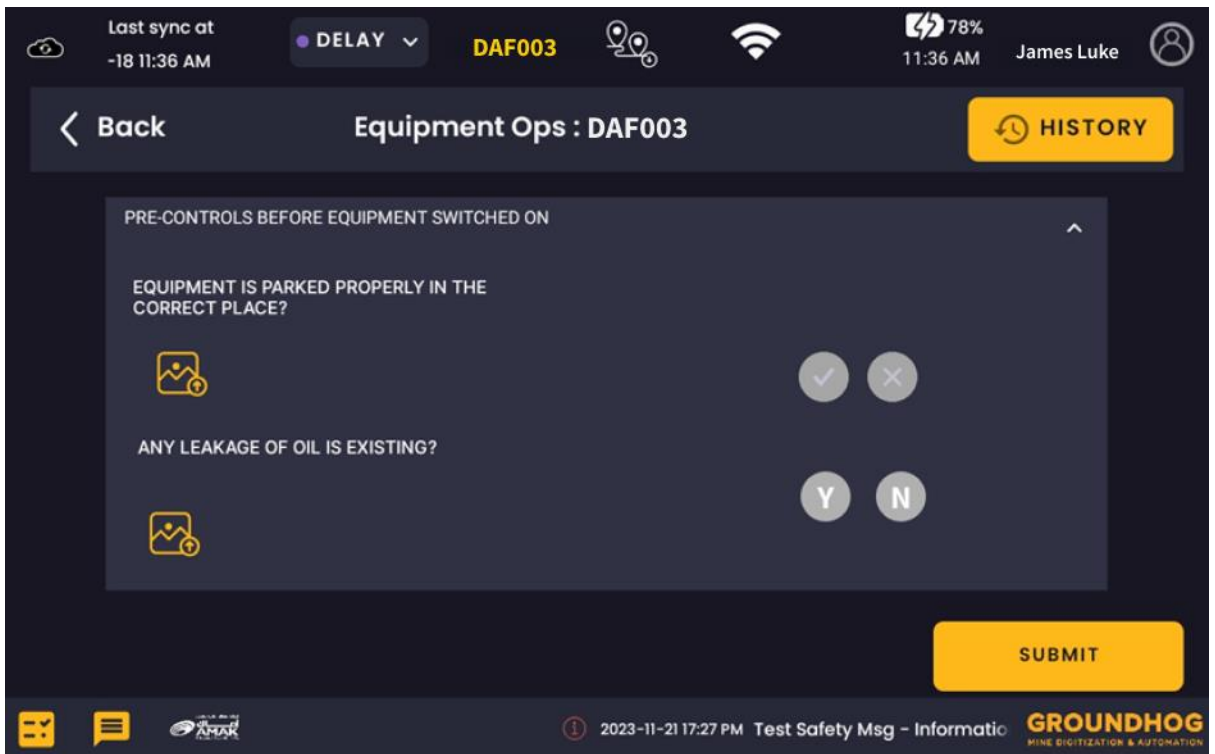 Last sync at
-18 11:36 AM
DELAY
DAF003
78%
11:36 AM
James Luke
Back
Equipment Ops : DAF003
HISTORY
PRE-CONTROLS BEFORE EQUIPMENT SWITCHED ON
EQUIPMENT IS PARKED PROPERLY IN THE
CORRECT PLACE?
ANY LEAKAGE OF OIL IS EXISTING?
Y N
SUBMIT
AMAK
2023-11-21 17:27 PM Test Safety Msg - Informatio
GROUNDHOG
MINE DIGITIZATION & AUTOMATION